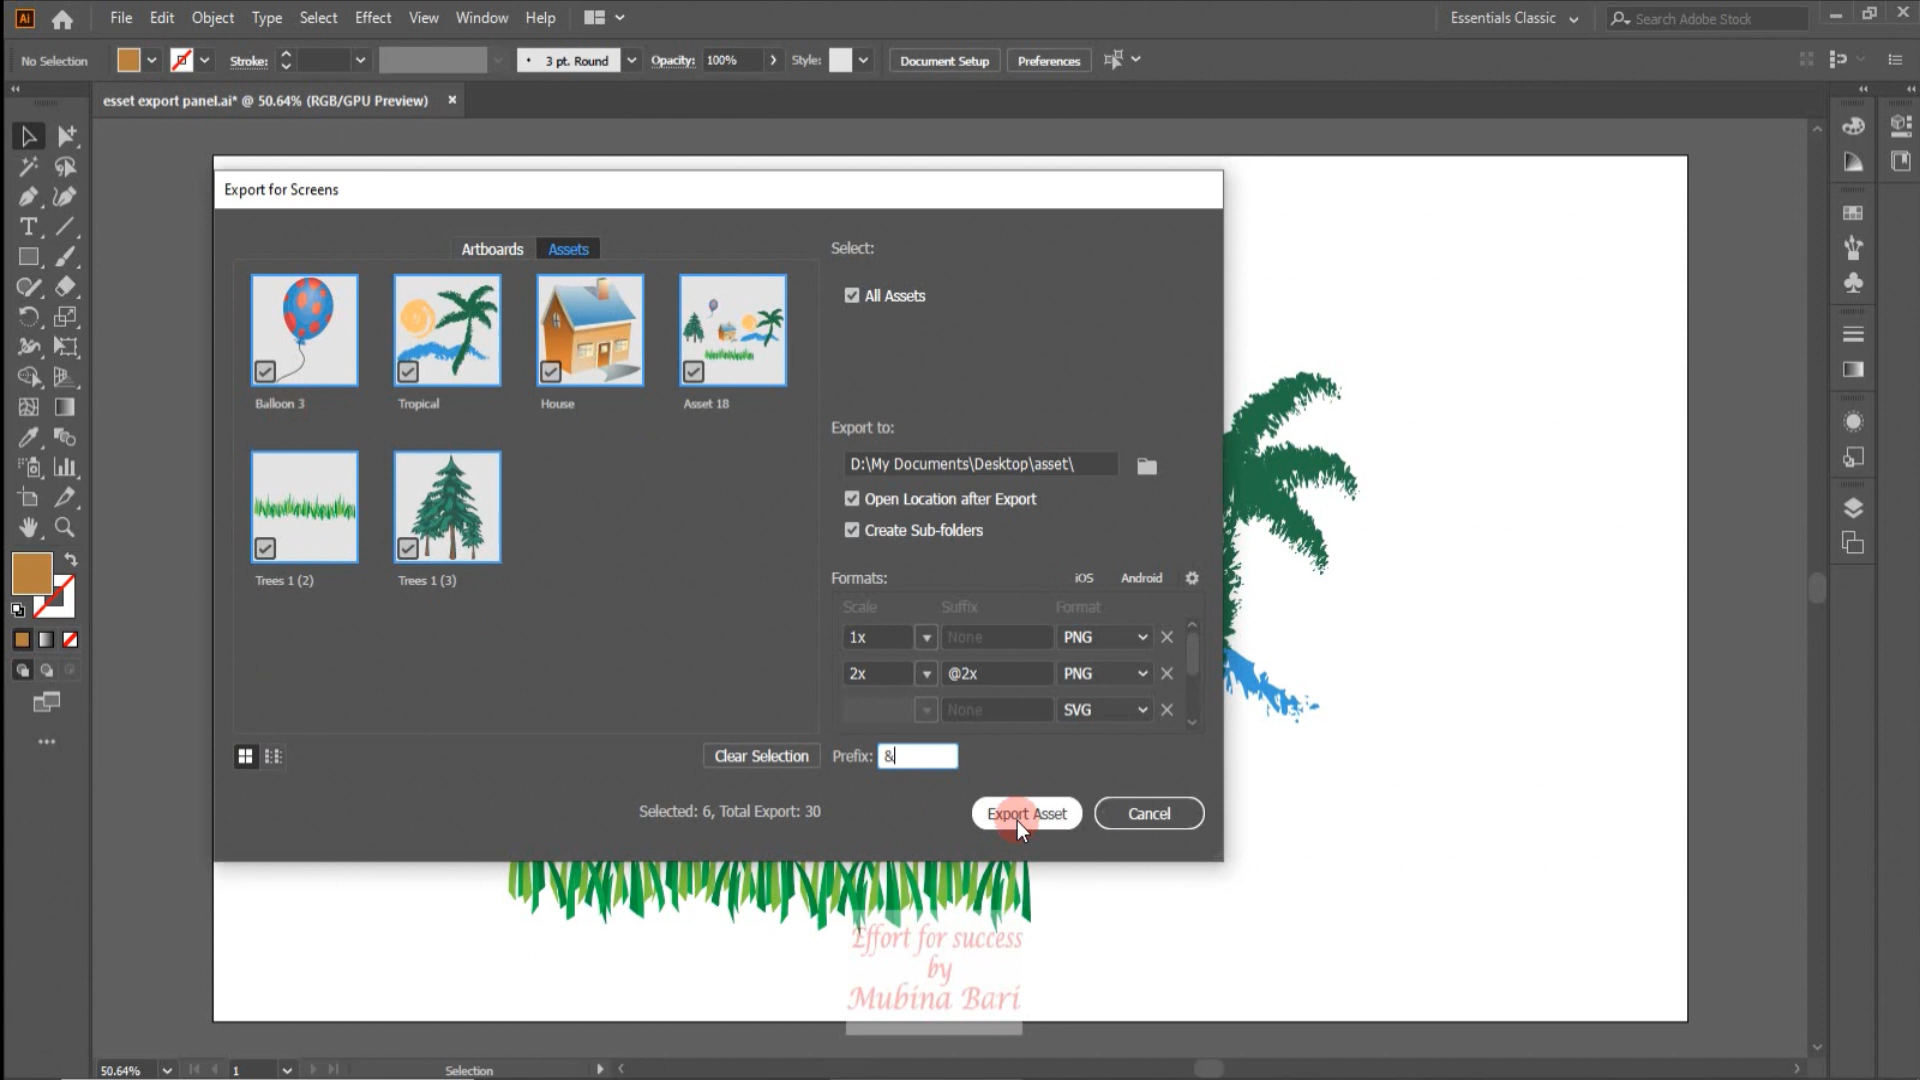 Ai
File Edit Object Type Select Effect View Window Help
Essentials Classic
Search Adobe Stock
No Selection
Stroke:
3 pt. Round
Opacity: 100%
Style:
Document Setup
Preferences
esset export panel.ai* @ 50.64% (RGB/GPU Preview)
Export for Screens
Artboards
Assets
Balloon 3
Tropical
House
Asset 18
Trees 1 (2)
Trees 1 (3)
Select:
All Assets
Export to:
D:\My Documents\Desktop\asset\
Open Location after Export
Create Sub-folders
Formats:
iOS
Android
Scale Suffix Format
1x None PNG
2x @2x PNG
None SVG
Clear Selection
Prefix: &
Selected: 6, Total Export: 30
Export Asset
Cancel
Effort for success
by
Mubina Bari
50.64%
1
Selection